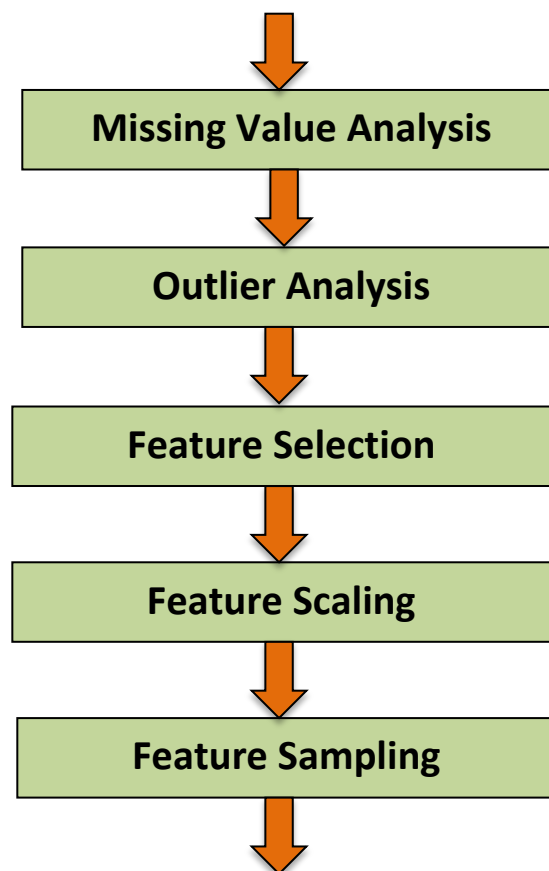 Missing Value Analysis
Outlier Analysis
Feature Selection
Feature Scaling
Feature Sampling